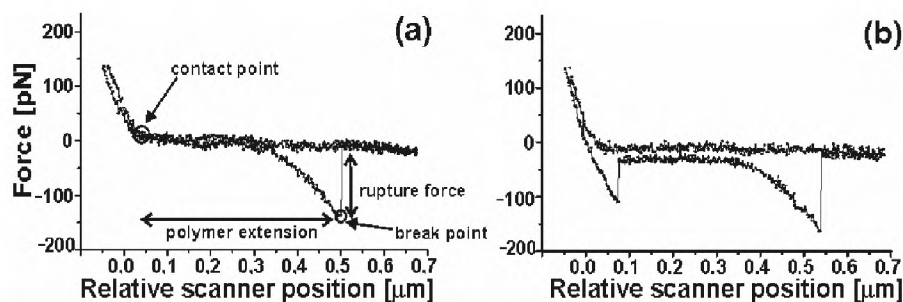 (a)
200
100
0
-100
-200
Force [pN]
contact point
rupture force
polymer extension
break point
0.0 0.1 0.2 0.3 0.4 0.5 0.6 0.7
Relative scanner position [μm]
(b)
200
100
0
-100
-200
0.0 0.1 0.2 0.3 0.4 0.5 0.6 0.7
Relative scanner position [μm]